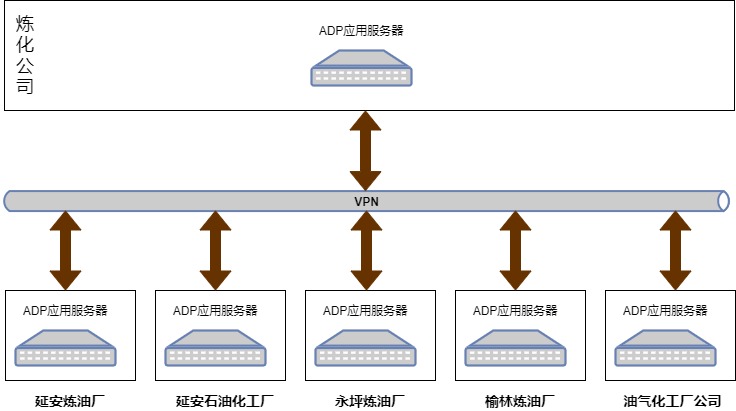 炼化公司
ADP应用服务器
VPN
ADP应用服务器
ADP应用服务器
ADP应用服务器
ADP应用服务器
ADP应用服务器
延安炼油厂
延安石油化工厂
永坪炼油厂
榆林炼油厂
油气化工厂公司